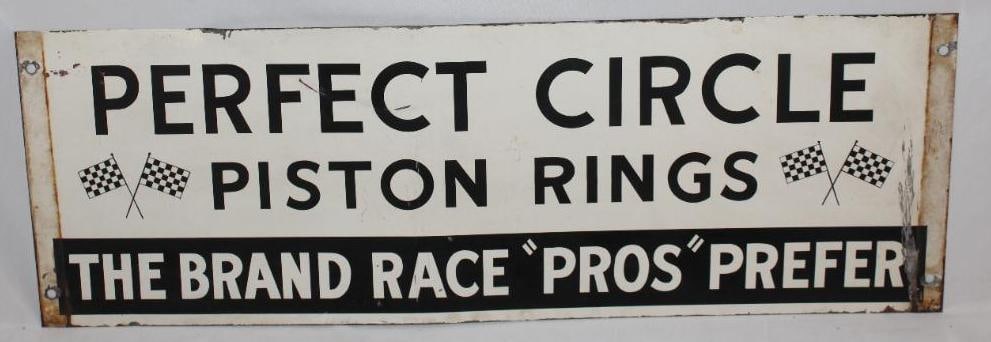 PERFECT CIRCLE
PISTON RINGS
THE BRAND RACE "PROS" PREFER